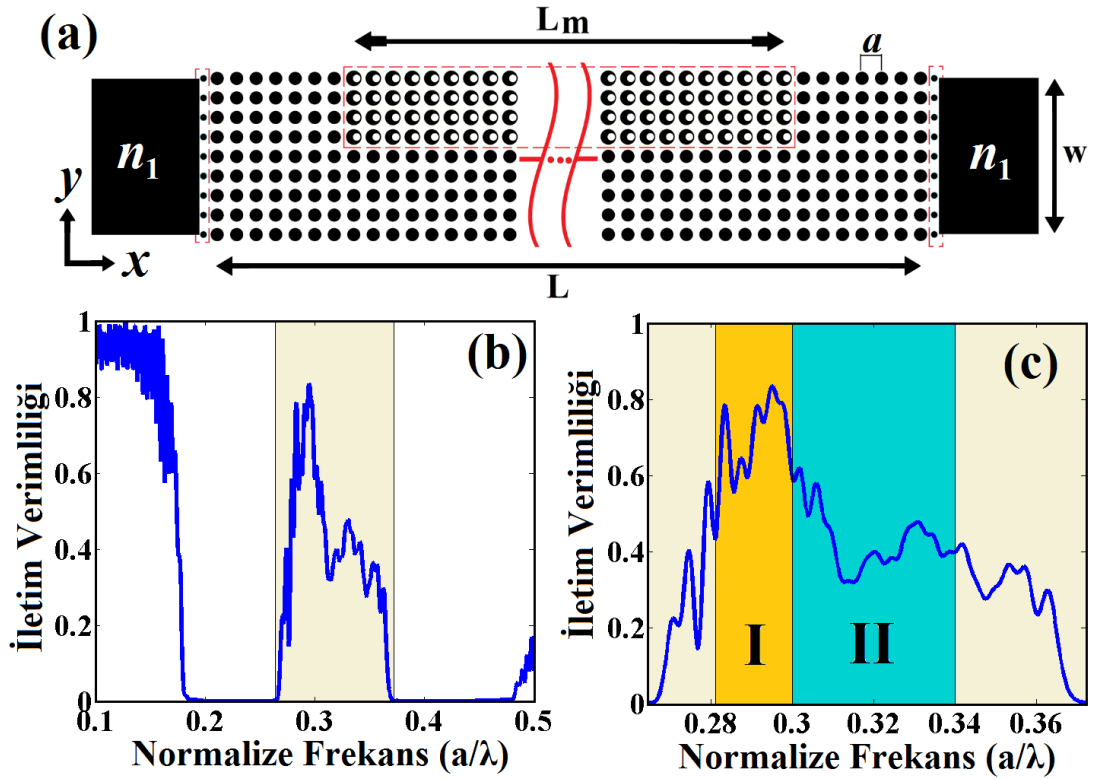 (a)
Lm
a
n1
n1
w
y
x
L
(b)
İletim Verimliliği
1
0.8
0.6
0.4
0.2
0
0.1
0.2
0.3
0.4
0.5
Normalize Frekans (a/λ)
(c)
İletim Verimliliği
1
0.8
0.6
0.4
0.2
0
I
II
0.28
0.3
0.32
0.34
0.36
Normalize Frekans (a/λ)